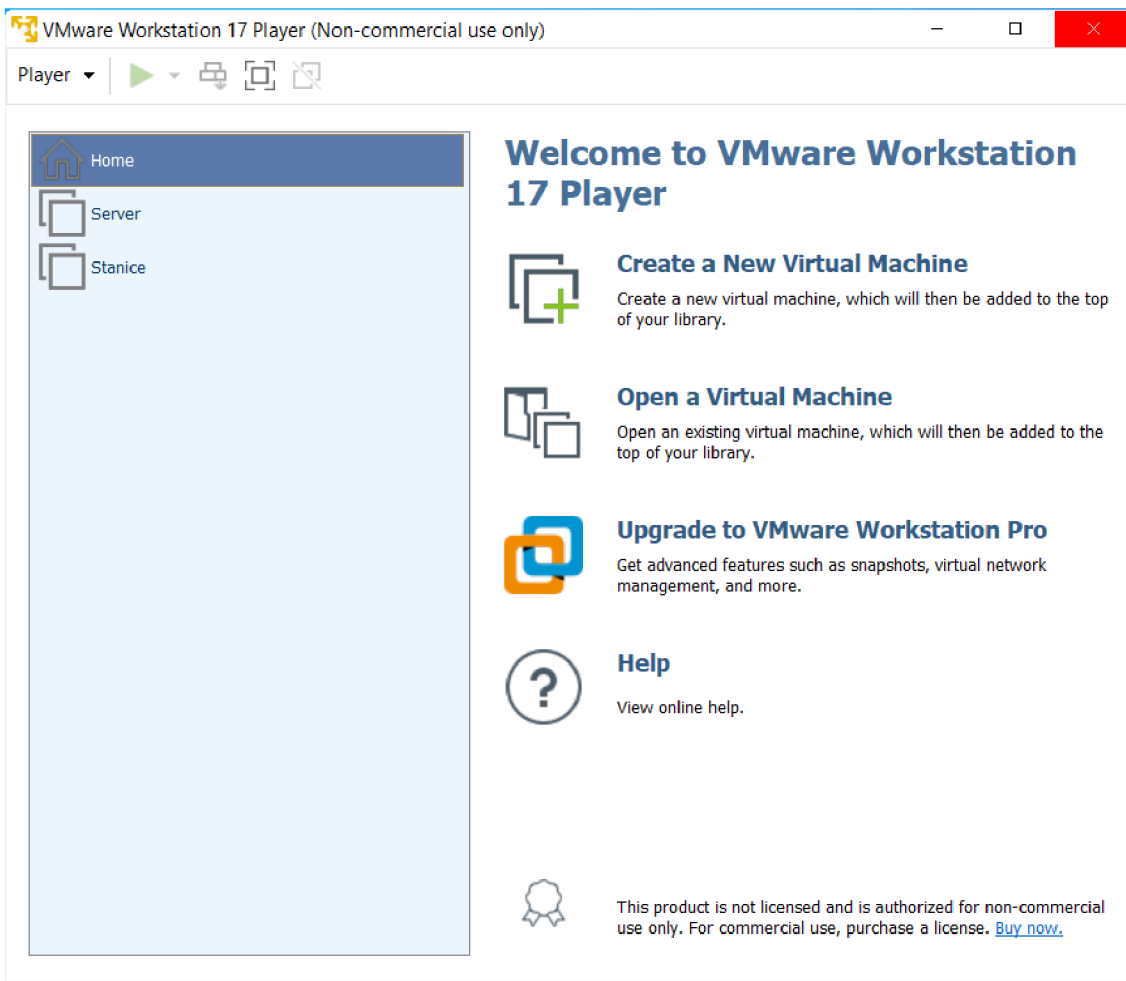 VMware Workstation 17 Player (Non-commercial use only)
Player
Home
Server
Stanice
Welcome to VMware Workstation
17 Player
Create a New Virtual Machine
Create a new virtual machine, which will then be added to the top
of your library.
Open a Virtual Machine
Open an existing virtual machine, which will then be added to the
top of your library.
Upgrade to VMware Workstation Pro
Get advanced features such as snapshots, virtual network
management, and more.
Help
View online help.
This product is not licensed and is authorized for non-commercial
use only. For commercial use, purchase a license. Buy now.